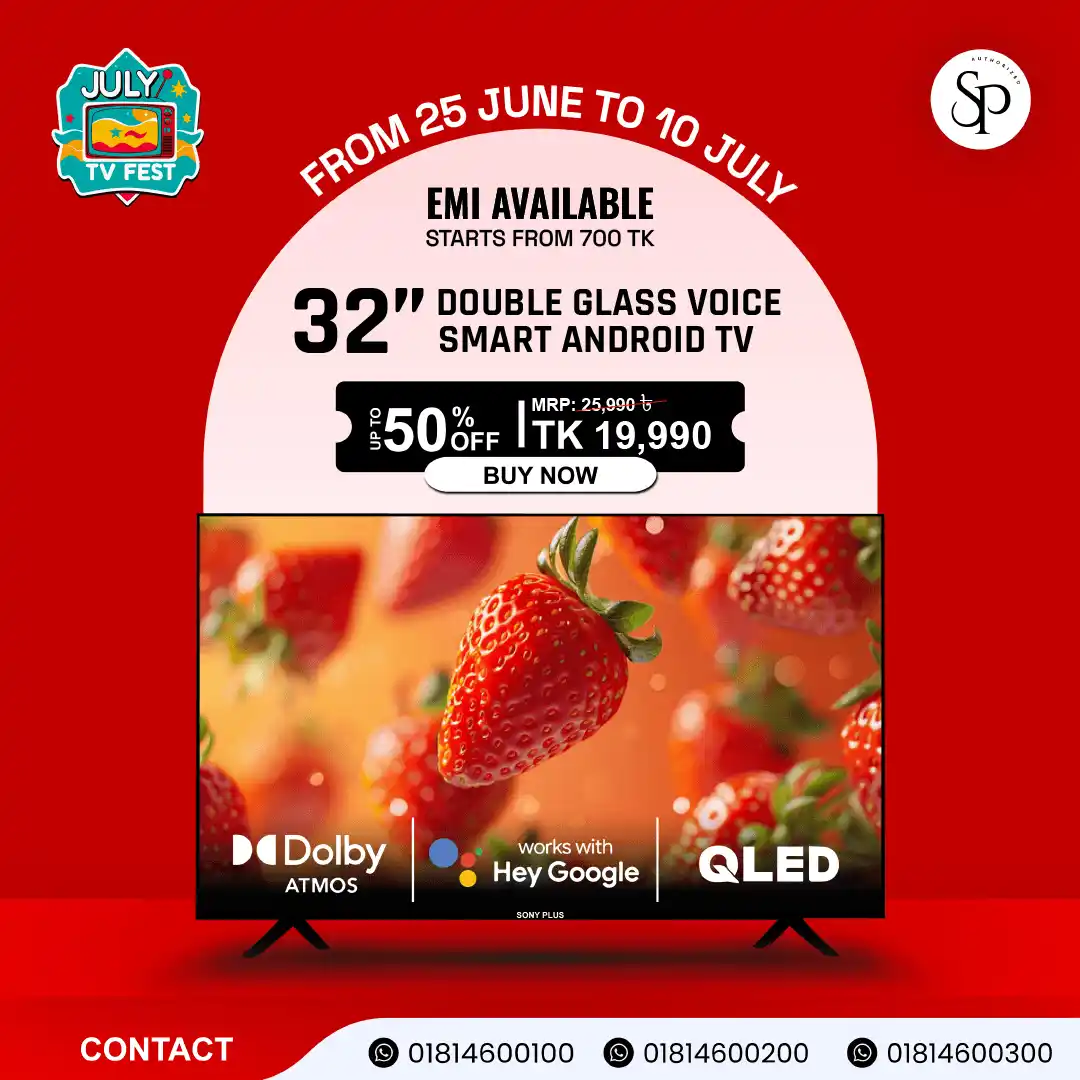 JULY
TV FEST
AUTHORIZED
SP
FROM 25 JUNE TO 10 JULY
EMI AVAILABLE
STARTS FROM 700 TK
32" DOUBLE GLASS VOICE
SMART ANDROID TV
UP TO 50% OFF
MRP: 25,990 ৳
TK 19,990
BUY NOW
Dolby
ATMOS
works with
Hey Google
QLED
SONY PLUS
CONTACT
01814600100
01814600200
01814600300